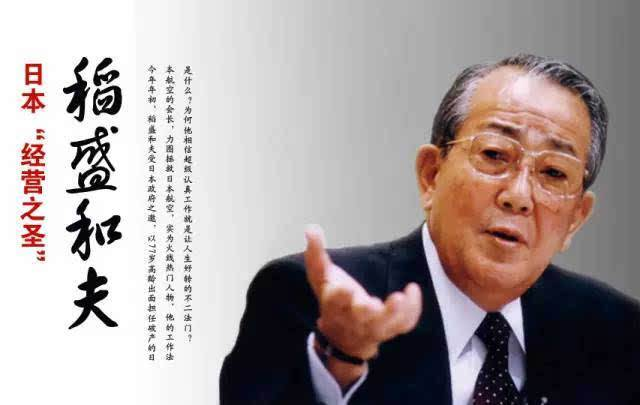 日本“经营之圣”
稻盛和夫
今年年初，稻盛和夫受日本政府之邀，以77岁高龄出面担任破产的日
本航空的会长，力图拯救日本航空，实为火线热门人物。他的工作法
是什么？为何他相信超级认真工作就是让人生好转的不二法门？